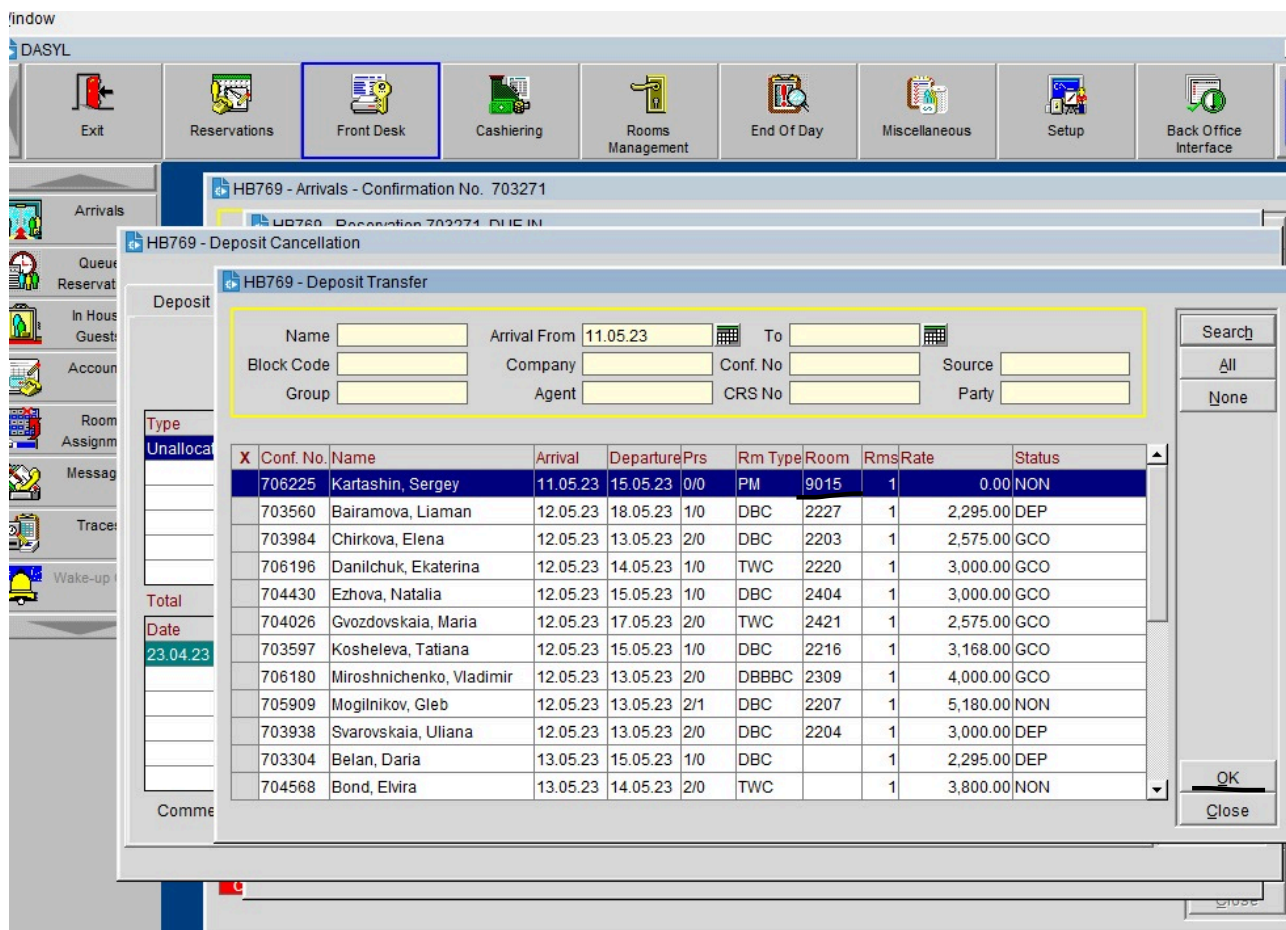 DASYL
Exit Reservations Front Desk Cashiering Rooms Management End Of Day Miscellaneous Setup Back Office Interface
Arrivals
HB769 - Arrivals - Confirmation No. 703271
HB769 - Reservation 703271 DUE IN
HB769 - Deposit Cancellation
HB769 - Deposit Transfer
Deposit
Name Arrival From 11.05.23 To Search
Block Code Company Conf. No Source All
Group Agent CRS No Party None
Type
X Conf. No. Name Arrival Departure Prs Rm Type Room Rms Rate Status
706225 Kartashin, Sergey 11.05.23 15.05.23 0/0 PM 9015 1 0.00 NON
703560 Bairamova, Liaman 12.05.23 18.05.23 1/0 DBC 2227 1 2,295.00 DEP
703984 Chirkova, Elena 12.05.23 13.05.23 2/0 DBC 2203 1 2,575.00 GCO
706196 Danilchuk, Ekaterina 12.05.23 14.05.23 1/0 TWC 2220 1 3,000.00 GCO
704430 Ezhova, Natalia 12.05.23 15.05.23 1/0 DBC 2404 1 3,000.00 GCO
704026 Gvozdovskaia, Maria 12.05.23 17.05.23 2/0 TWC 2421 1 2,575.00 GCO
703597 Kosheleva, Tatiana 12.05.23 15.05.23 1/0 DBC 2216 1 3,168.00 GCO
706180 Miroshnichenko, Vladimir 12.05.23 13.05.23 2/0 DBBBC 2309 1 4,000.00 GCO
705909 Mogilnikov, Gleb 12.05.23 13.05.23 2/1 DBC 2207 1 5,180.00 NON
703938 Svarovskaia, Uliana 12.05.23 13.05.23 2/0 DBC 2204 1 3,000.00 DEP
703304 Belan, Daria 13.05.23 15.05.23 1/0 DBC 1 2,295.00 DEP
704568 Bond, Elvira 13.05.23 14.05.23 2/0 TWC 1 3,800.00 NON
Total
Date
23.04.23
OK
Close
Room
Wake-up